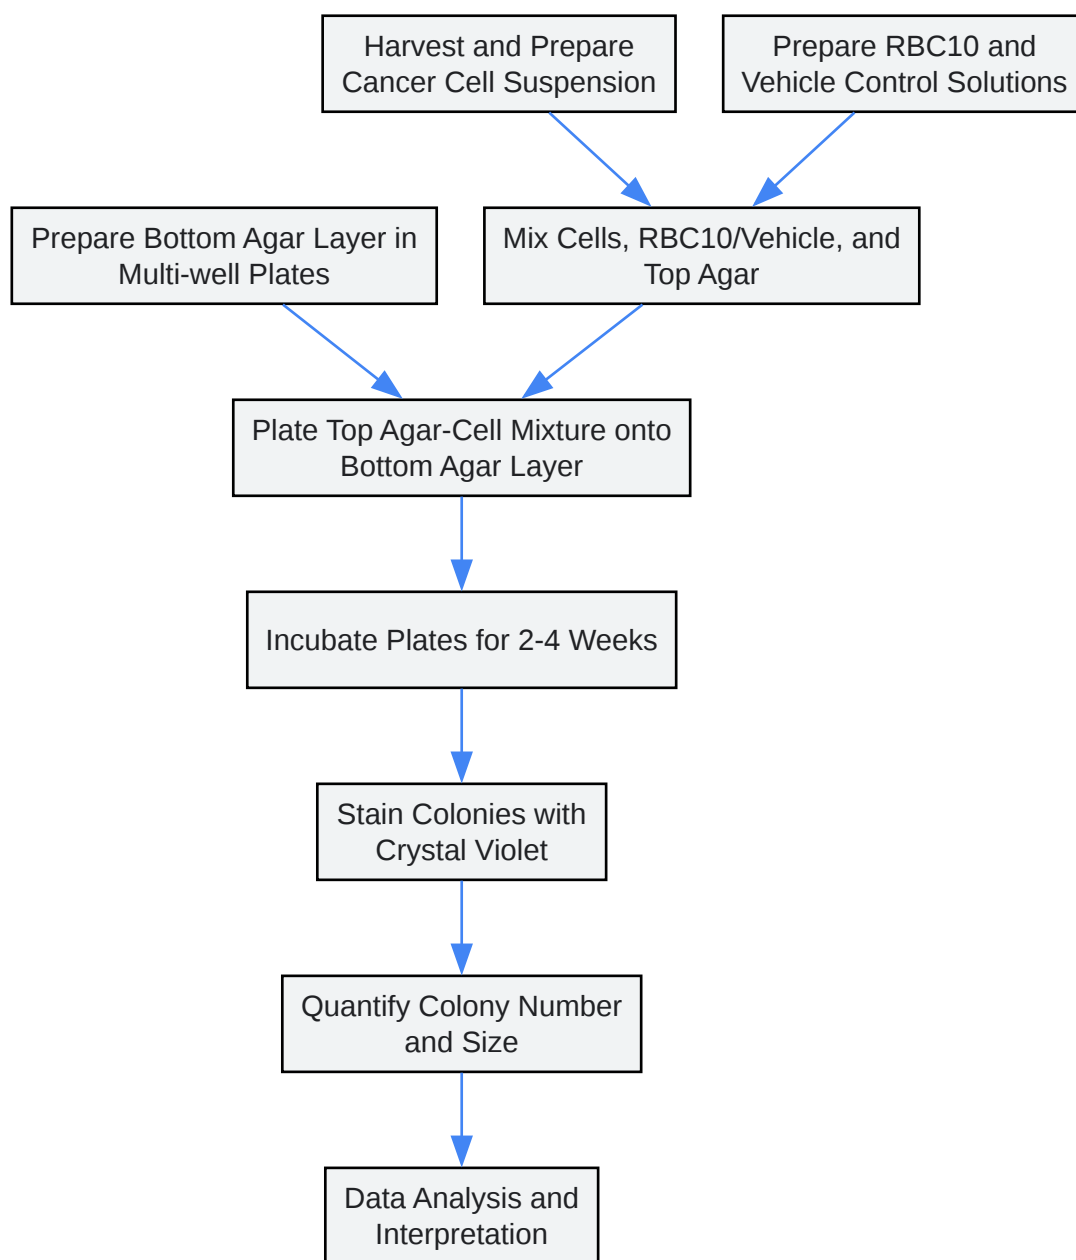 Harvest and Prepare
Cancer Cell Suspension
Prepare RBC10 and
Vehicle Control Solutions
Prepare Bottom Agar Layer in
Multi-well Plates
Mix Cells, RBC10/Vehicle, and
Top Agar
Plate Top Agar-Cell Mixture onto
Bottom Agar Layer
Incubate Plates for 2-4 Weeks
Stain Colonies with
Crystal Violet
Quantify Colony Number
and Size
Data Analysis and
Interpretation